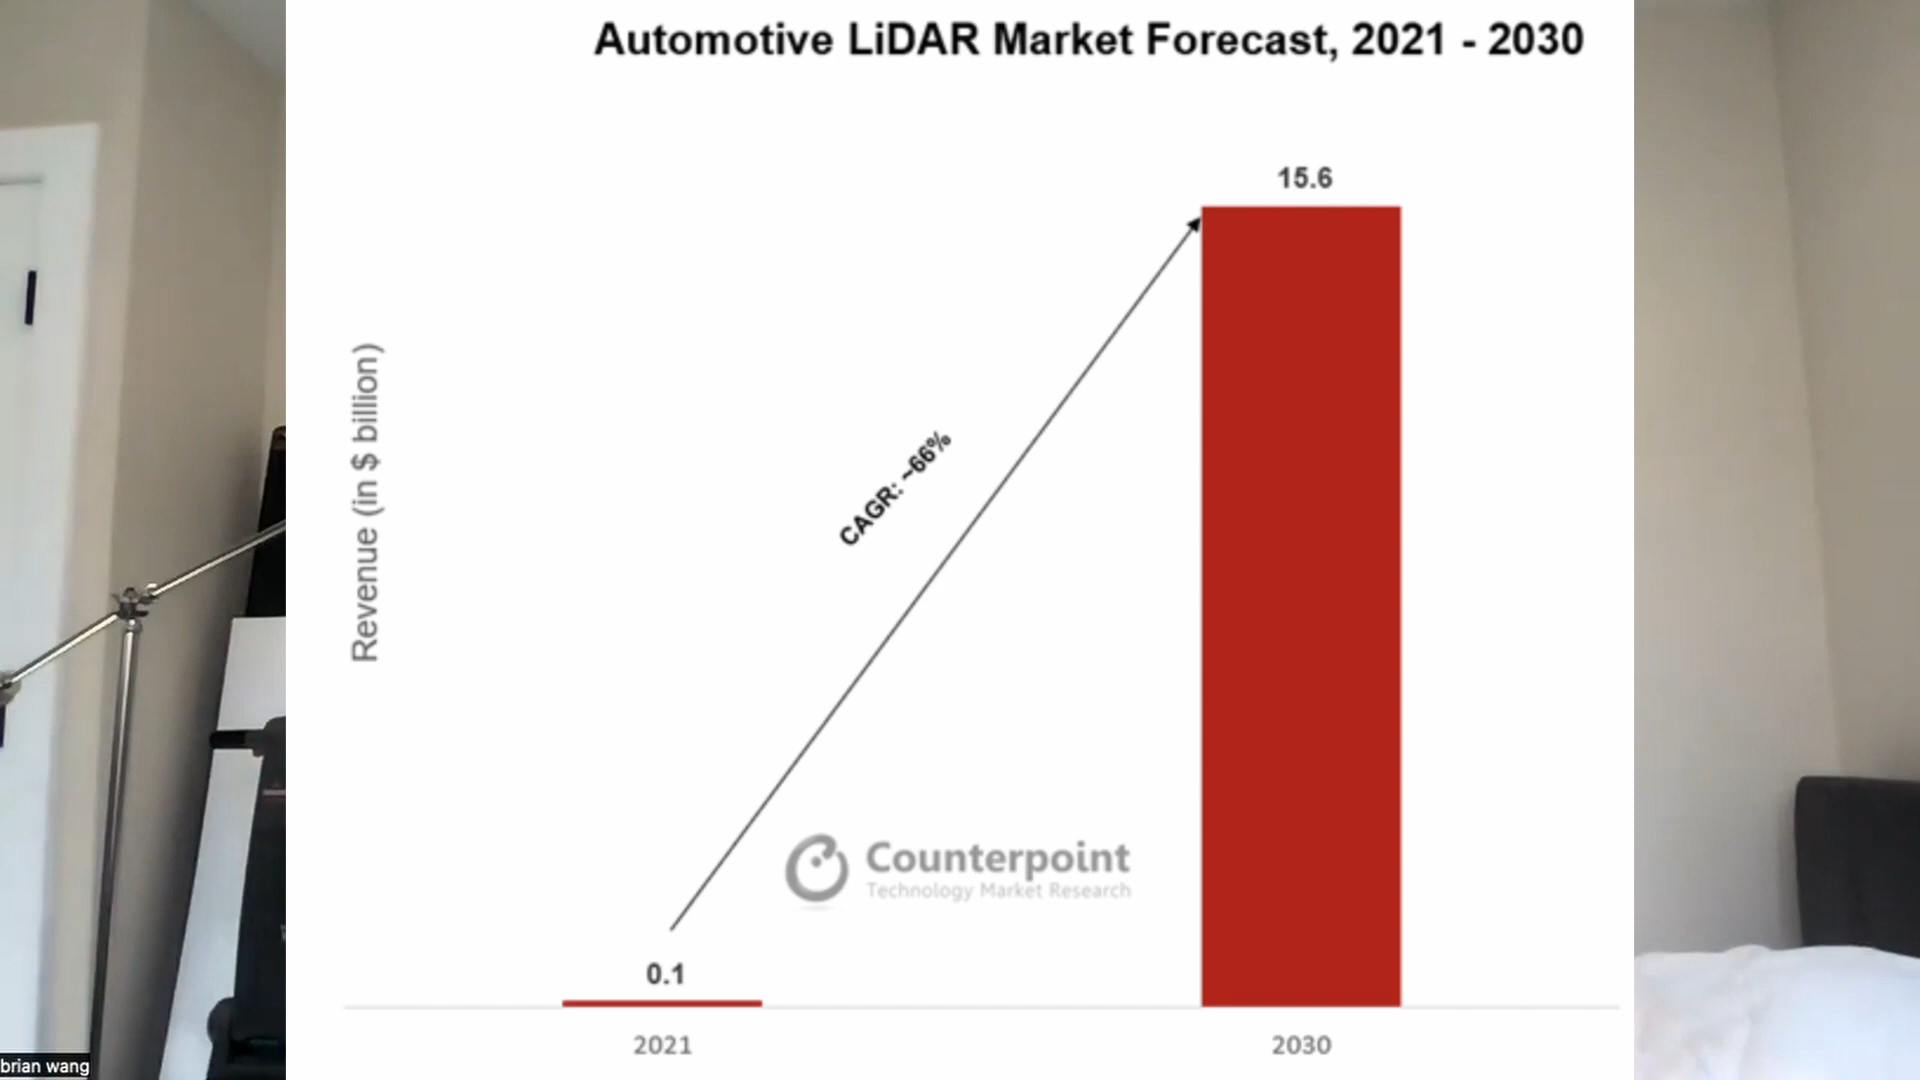 Automotive LiDAR Market Forecast, 2021 - 2030
15.6
Revenue (in $ billion)
CAGR: ~66%
Counterpoint
Technology Market Research
0.1
2021
2030
brian wang